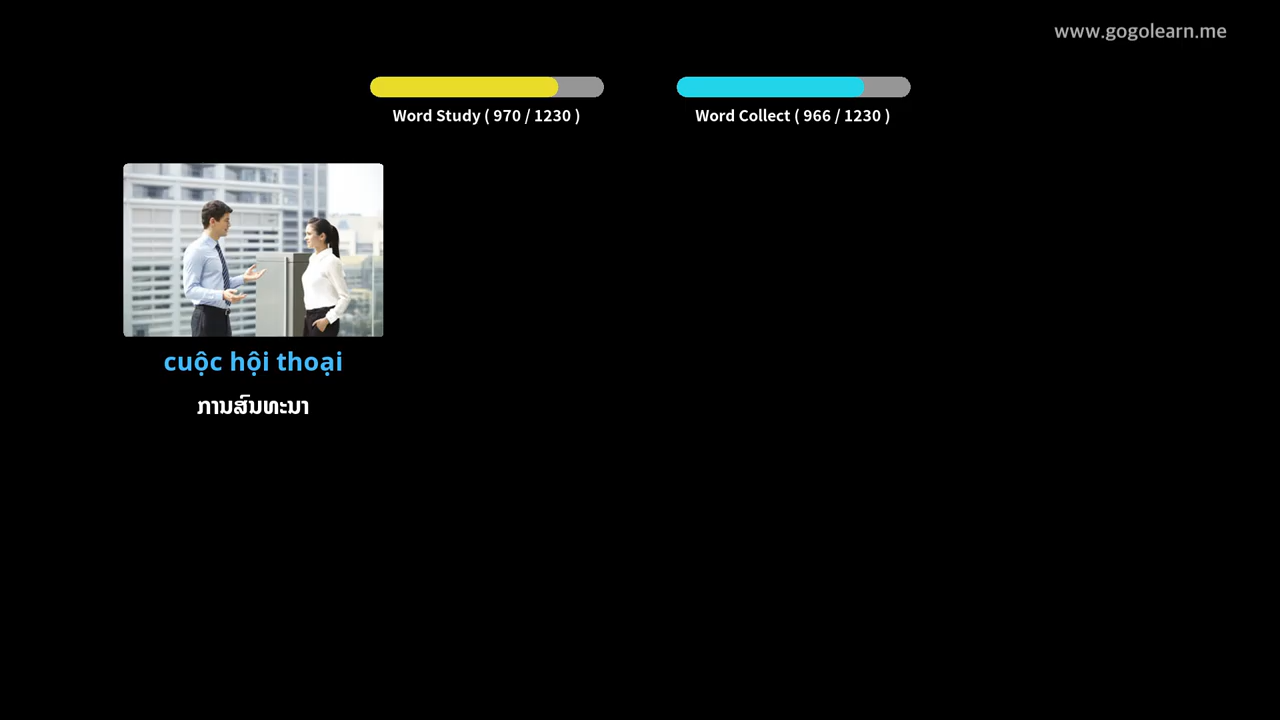 www.gogolearn.me
Word Study ( 970 / 1230 )
Word Collect ( 966 / 1230 )
cuộc hội thoại
ການສົນທະນາ